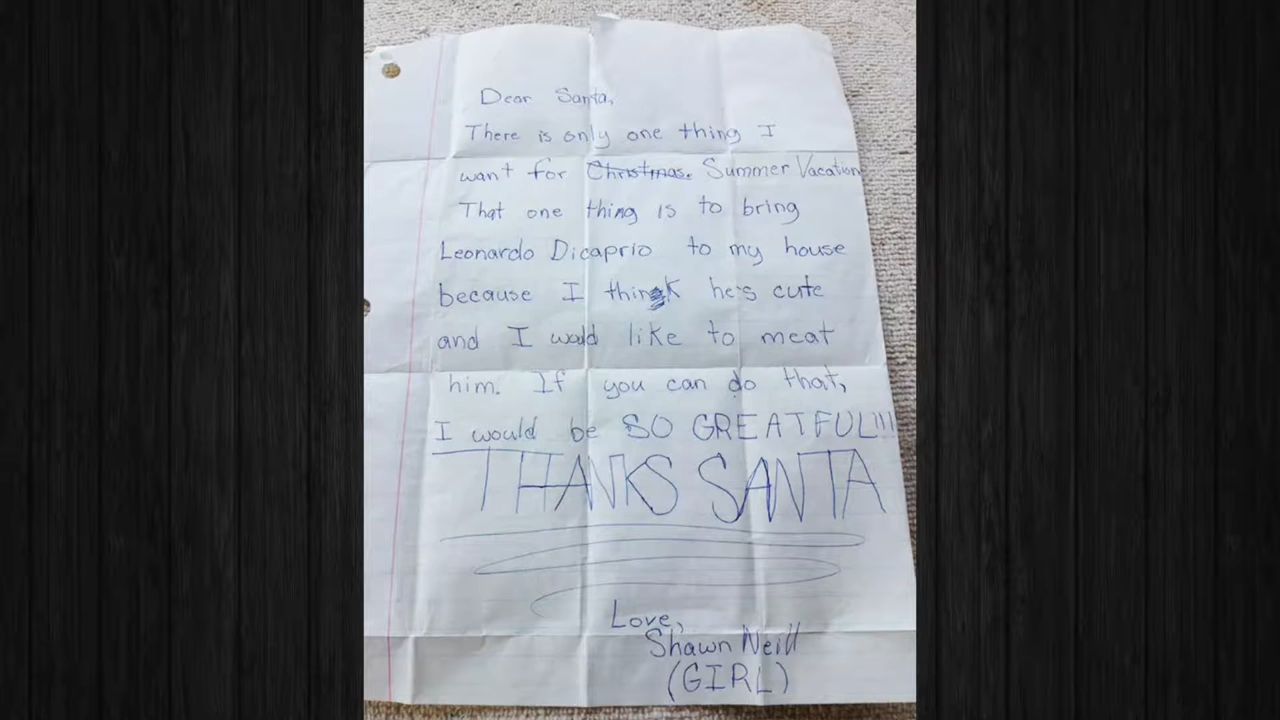 Dear Santa,
There is only one thing I
want for Christmas. Summer Vacation
That one thing is to bring
Leonardo Dicaprio to my house
because I think he's cute
and I would like to meat
him. If you can do that,
I would be SO GREATFUL!!!
THANKS SANTA
Love,
Shawn Neill
(GIRL)